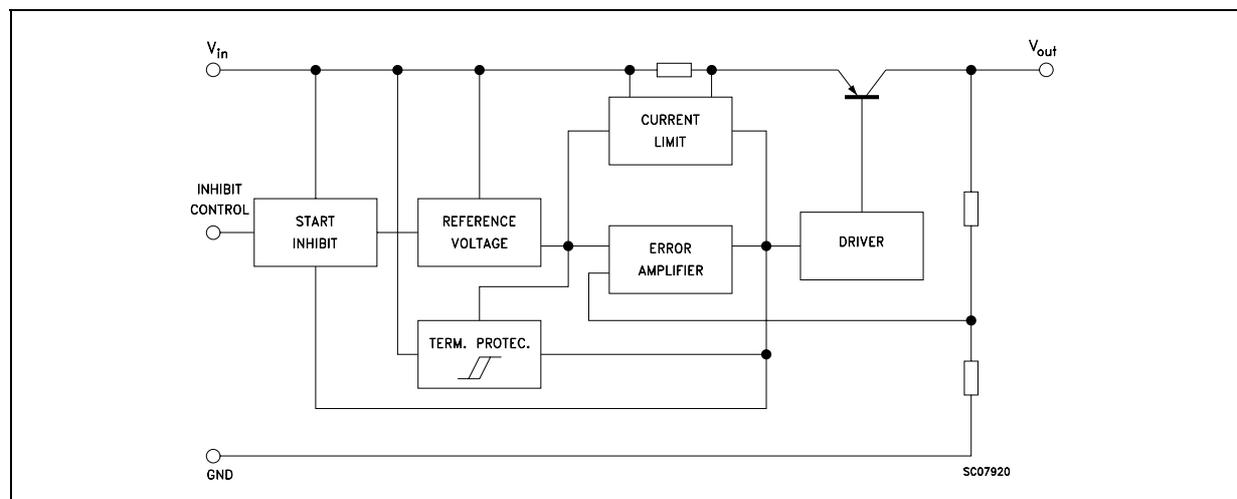 Vin
Vout
CURRENT
LIMIT
INHIBIT
CONTROL
START
INHIBIT
REFERENCE
VOLTAGE
ERROR
AMPLIFIER
DRIVER
TERM. PROTEC.
GND
SC07920